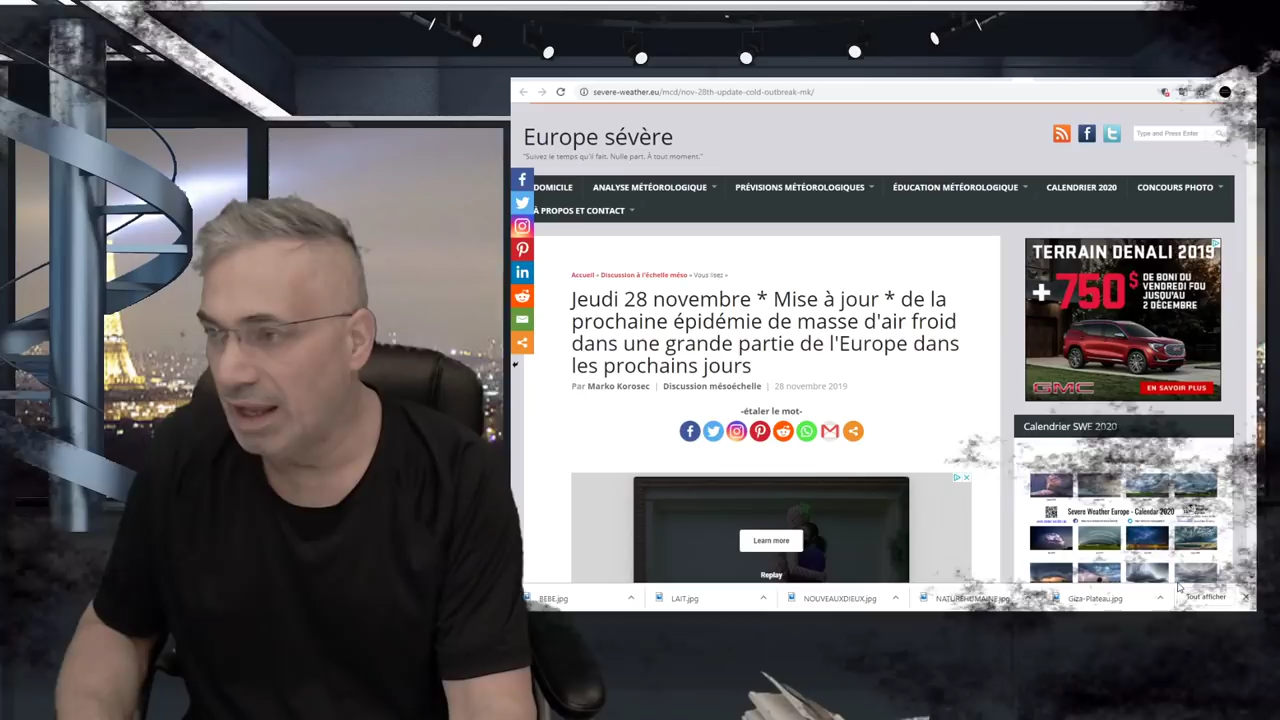 severe-weather.eu/mcd/nov-28th-update-cold-outbreak-mk/
Europe sévère
"Suivez le temps qu'il fait. Nulle part. À tout moment."
Type and Press Enter
DOMICILE
ANALYSE MÉTÉOROLOGIQUE
PRÉVISIONS MÉTÉOROLOGIQUES
ÉDUCATION MÉTÉOROLOGIQUE
CALENDRIER 2020
CONCOURS PHOTO
À PROPOS ET CONTACT
Accueil » Discussion à l'échelle méso » Vous lisez »
Jeudi 28 novembre * Mise à jour * de la
prochaine épidémie de masse d'air froid
dans une grande partie de l'Europe dans
les prochains jours
Par Marko Korosec | Discussion mésoéchelle | 28 novembre 2019
-étaler le mot-
Learn more
Replay
TERRAIN DENALI 2019
+750$
DE BONI DU
VENDREDI FOU
JUSQU'AU
2 DÉCEMBRE
GMC
EN SAVOIR PLUS
Calendrier SWE 2020
Severe Weather Europe - Calendar 2020
BEBE.jpg
LAIT.jpg
NOUVEAUXDIEUX.jpg
NATUREHUMAINE.jpg
Giza-Plateau.jpg
Tout afficher